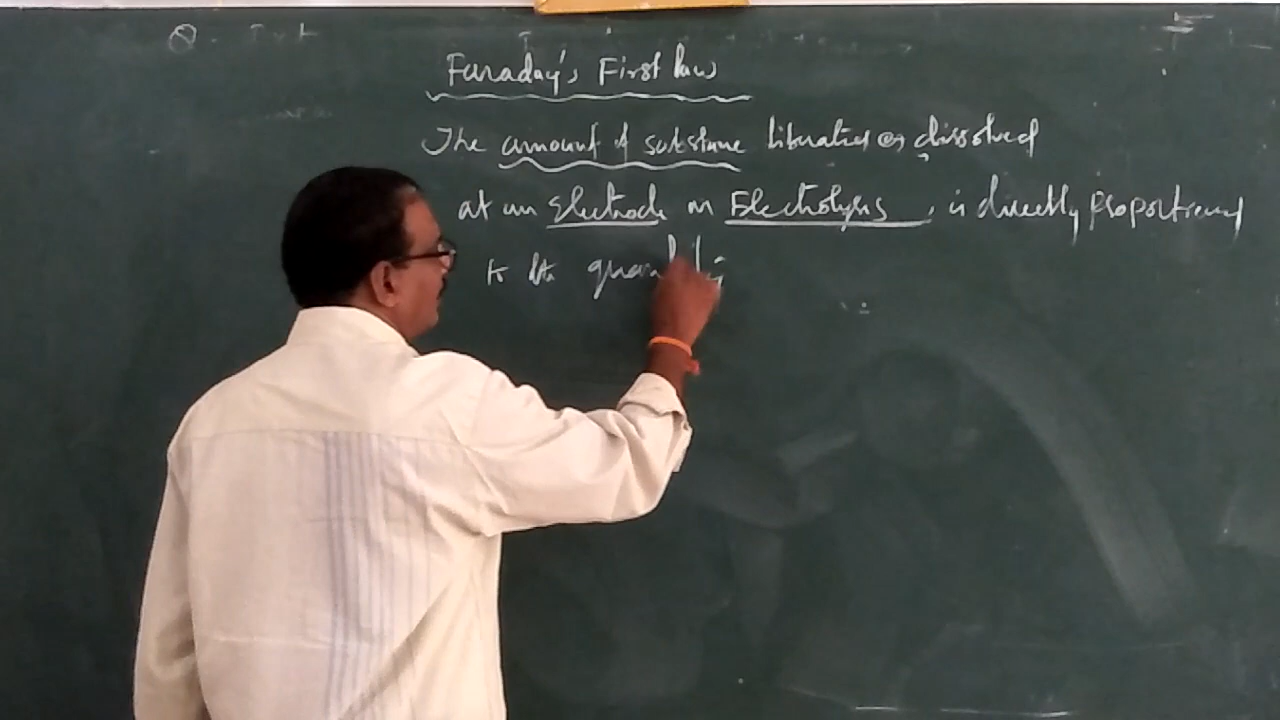 Q = I x t
Faraday's First law
The amount of substance liberated or dissolved
at an Electrode on Electrolysis, is directly proportional
to the quantity